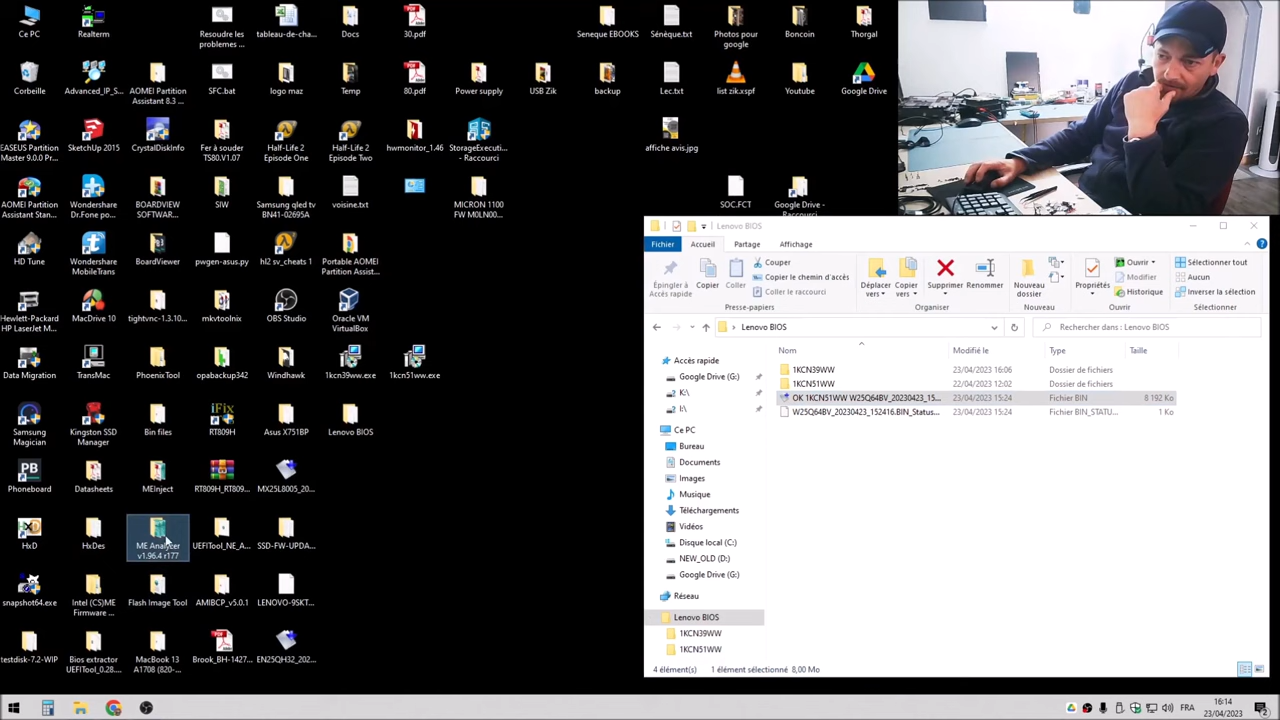 Ce PC
Realterm
Resoudre les
problemes ...
tableau-de-cha...
Docs
30.pdf
Seneque EBOOKS
Sénèque.txt
Photos pour
google
Boncoin
Thorgal
Corbeille
Advanced_IP_S...
AOMEI Partition
Assistant 8.3 ..
SFC.bat
logo maz
Temp
80.pdf
Power supply
USB Zik
backup
Lec.txt
list zik.xspf
Youtube
Google Drive
EASEUS Partition
Master 9.0.0 Pr...
SketchUp 2015
CrystalDiskInfo
Fer à souder
TS80.V1.07
Half-Life 2
Episode One
Half-Life 2
Episode Two
hwmonitor_1.46
StorageExecuti...
- Raccourci
affiche avis.jpg
AOMEI Partition
Assistant Stan...
Wondershare
Dr.Fone po...
BOARDVIEW
SOFTWAR...
SIW
Samsung qled tv
BN41-02695A
voisine.txt
MICRON 1100
FW M0LN00...
SOC.FCT
Google Drive -
Raccourci
HD Tune
Wondershare
MobileTrans
BoardViewer
pwgen-asus.py
hl2 sv_cheats 1
Portable AOMEI
Partition Assist...
Hewlett-Packard
HP LaserJet M...
MacDrive 10
tightvnc-1.3.10...
mkvtoolnix
OBS Studio
Oracle VM
VirtualBox
Data Migration
TransMac
PhoenixTool
opabackup342
Windhawk
1kcn39ww.exe
1kcn51ww.exe
Samsung
Magician
Kingston SSD
Manager
Bin files
iFix
RT809H
Asus X751BP
Lenovo BIOS
PB
Phoneboard
Datasheets
MEInject
RT809H_RT809...
MX25L8005_20...
HxD
HxDes
ME Analyzer
v1.96.4 r177
UEFITool_NE_A...
SSD-FW-UPDA...
snapshot64.exe
Intel (CS)ME
Firmware ...
Flash Image Tool
AMIBCP_v5.0.1
LENOVO-9SKT...
testdisk-7.2-WIP
Bios extractor
UEFITool_0.28....
MacBook 13
A1708 (820-...
Brook_BH-1427...
EN25QH32_202...
Lenovo BIOS
Fichier
Accueil
Partage
Affichage
Épingler à
Accès rapide
Copier
Coller
Couper
Copier le chemin d'accès
Coller le raccourci
Presse-papiers
Déplacer
vers
Copier
vers
Supprimer
Renommer
Organiser
Nouveau
dossier
Nouveau
Propriétés
Ouvrir
Modifier
Historique
Ouvrir
Sélectionner tout
Aucun
Inverser la sélection
Sélectionner
Lenovo BIOS
Rechercher dans : Lenovo BIOS
Nom
Modifié le
Type
Taille
1KCN39WW
23/04/2023 16:06
Dossier de fichiers
1KCN51WW
22/04/2023 12:02
Dossier de fichiers
OK 1KCN51WW W25Q64BV_20230423_15...
23/04/2023 15:24
Fichier BIN
8 192 Ko
W25Q64BV_20230423_152416.BIN_Status...
23/04/2023 15:24
Fichier BIN_STATU...
1 Ko
Accès rapide
Google Drive (G:)
K:\
I:\
Ce PC
Bureau
Documents
Images
Musique
Téléchargements
Vidéos
Disque local (C:)
NEW_OLD (D:)
Google Drive (G:)
Réseau
Lenovo BIOS
1KCN39WW
1KCN51WW
4 élément(s)
1 élément sélectionné 8,00 Mo
FRA
16:14
23/04/2023
2